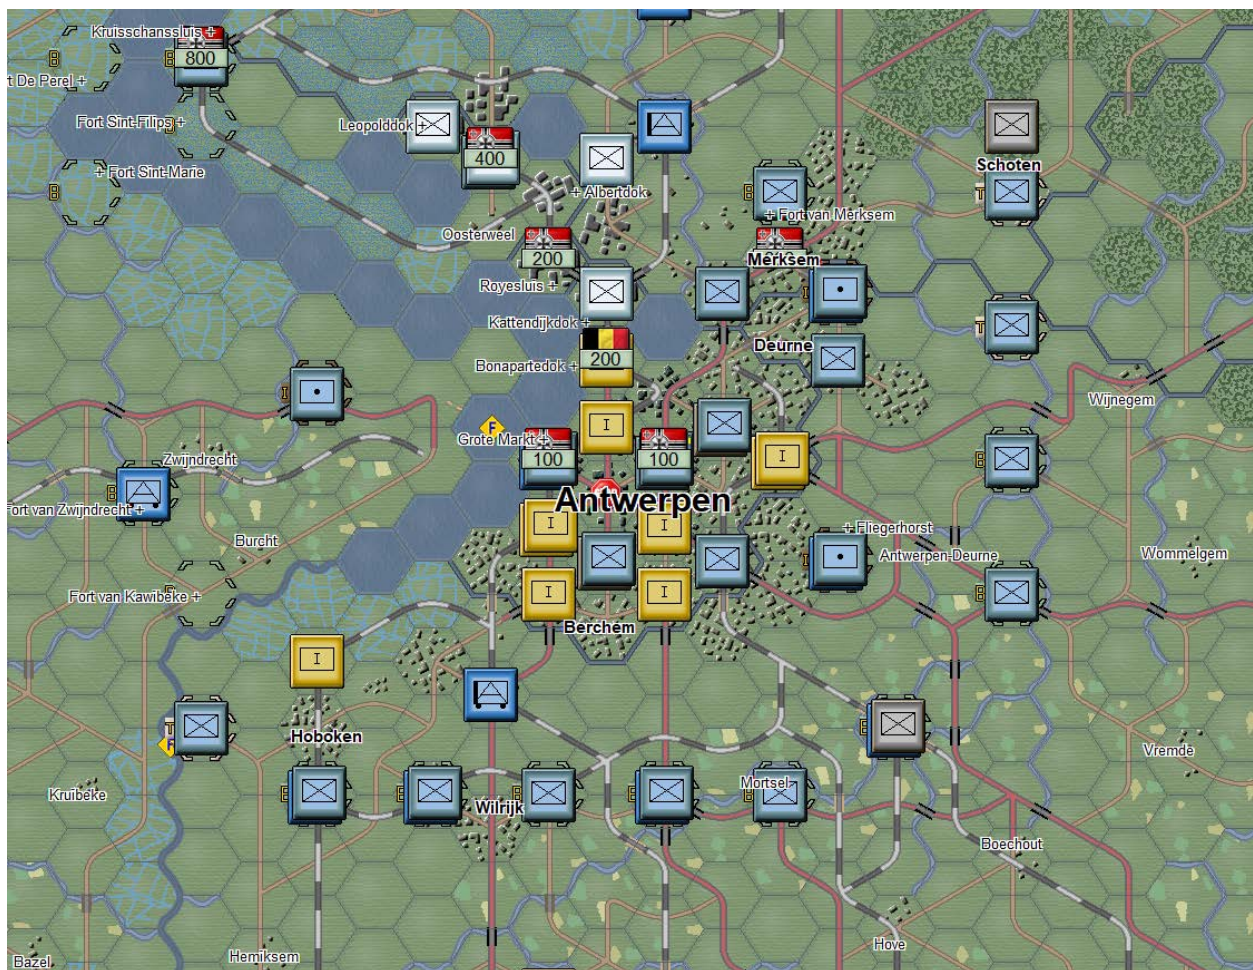 Kruisschanssluis +
800
rt De Perel +
Fort Sint-Filips +
Leopolddok +
400
Schoten
+ Fort Sint-Marie
+ Albertdok
+ Fort van Merksem
Oosterweel
200
Merksem
Royesluis +
Kattendijkdok +
Deurne
200
Bonapartedok +
Wijnegem
F
Grote Markt +
100
100
Zwijndrecht
Antwerpen
Fort van Zwijndrecht +
+ Fliegerhorst
Antwerpen-Deurne
Burcht
Wommelgem
Fort van Kawibeke +
Berchem
Hoboken
Vremde
Kruibeke
Mortsel
Wilrijk
Boechout
Hove
Hemiksem
Bazel